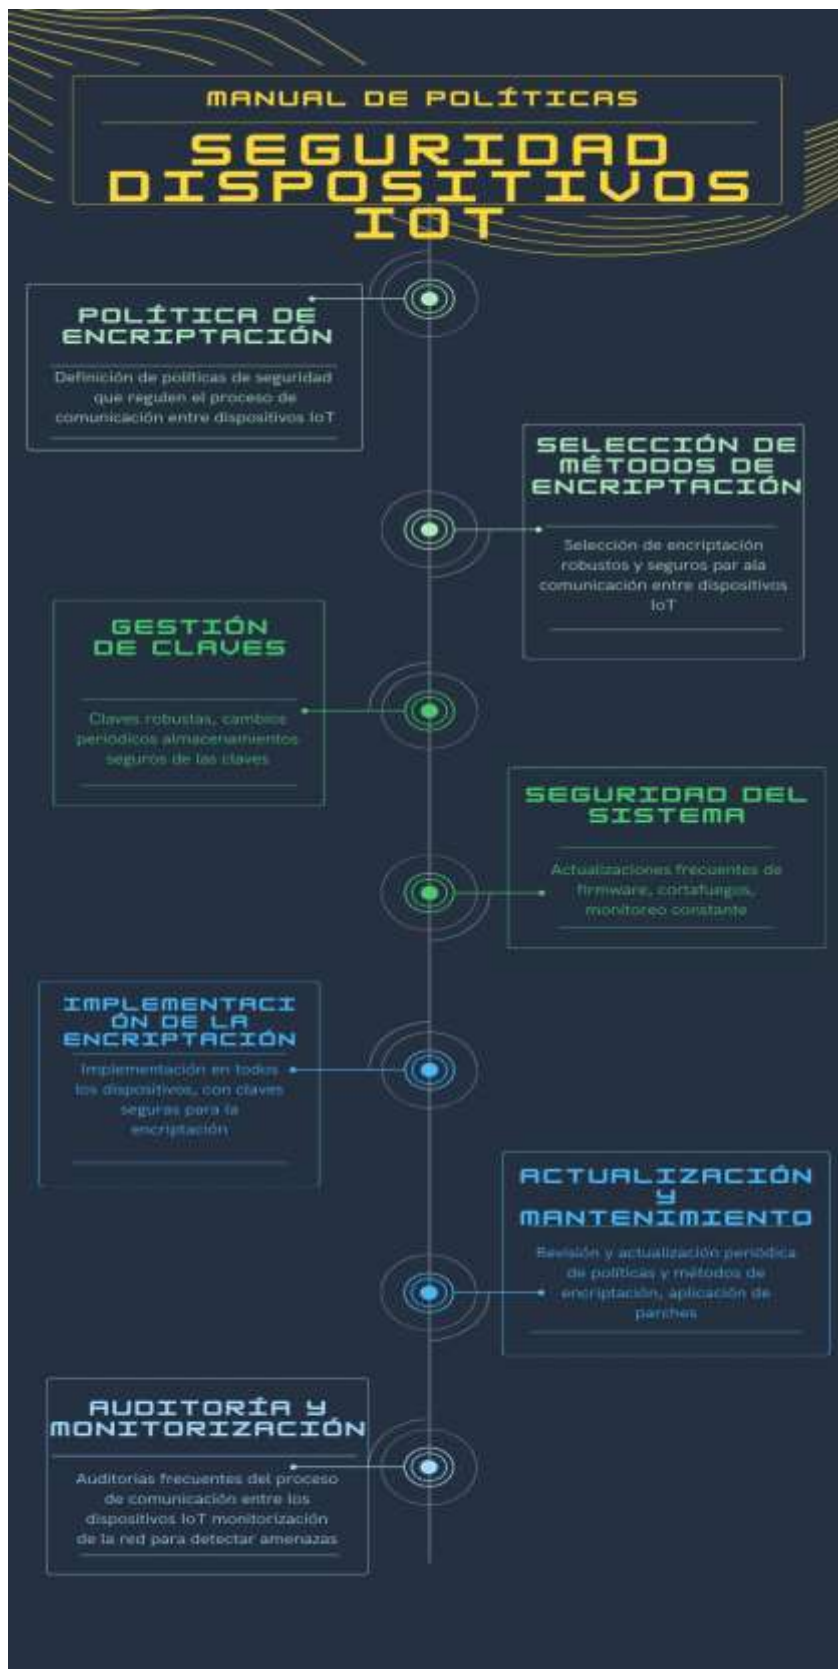 MANUAL DE POLÍTICAS
SEGURIDAD
DISPOSITIVOS
IOT
POLÍTICA DE
ENCRIPTACIÓN
Definición de políticas de seguridad
que regulen el proceso de
comunicación entre dispositivos IoT
SELECCIÓN DE
MÉTODOS DE
ENCRIPTACIÓN
Selección de encriptación
robustos y seguros par ala
comunicación entre dispositivos
IoT
GESTIÓN
DE CLAVES
Claves robustas, cambios
periódicos almacenamientos
seguros de las claves
SEGURIDAD DEL
SISTEMA
Actualizaciones frecuentes de
firmware, cortafuegos,
monitoreo constante
IMPLEMENTACI
ÓN DE LA
ENCRIPTACIÓN
Implementación en todos
los dispositivos, con claves
seguras para la
encriptación
ACTUALIZACIÓN
Y
MANTENIMIENTO
Revisión y actualización periódica
de políticas y métodos de
encriptación, aplicación de
parches
AUDITORÍA Y
MONITORIZACIÓN
Auditorias frecuentes del proceso
de comunicación entre los
dispositivos IoT monitorización
de la red para detectar amenazas